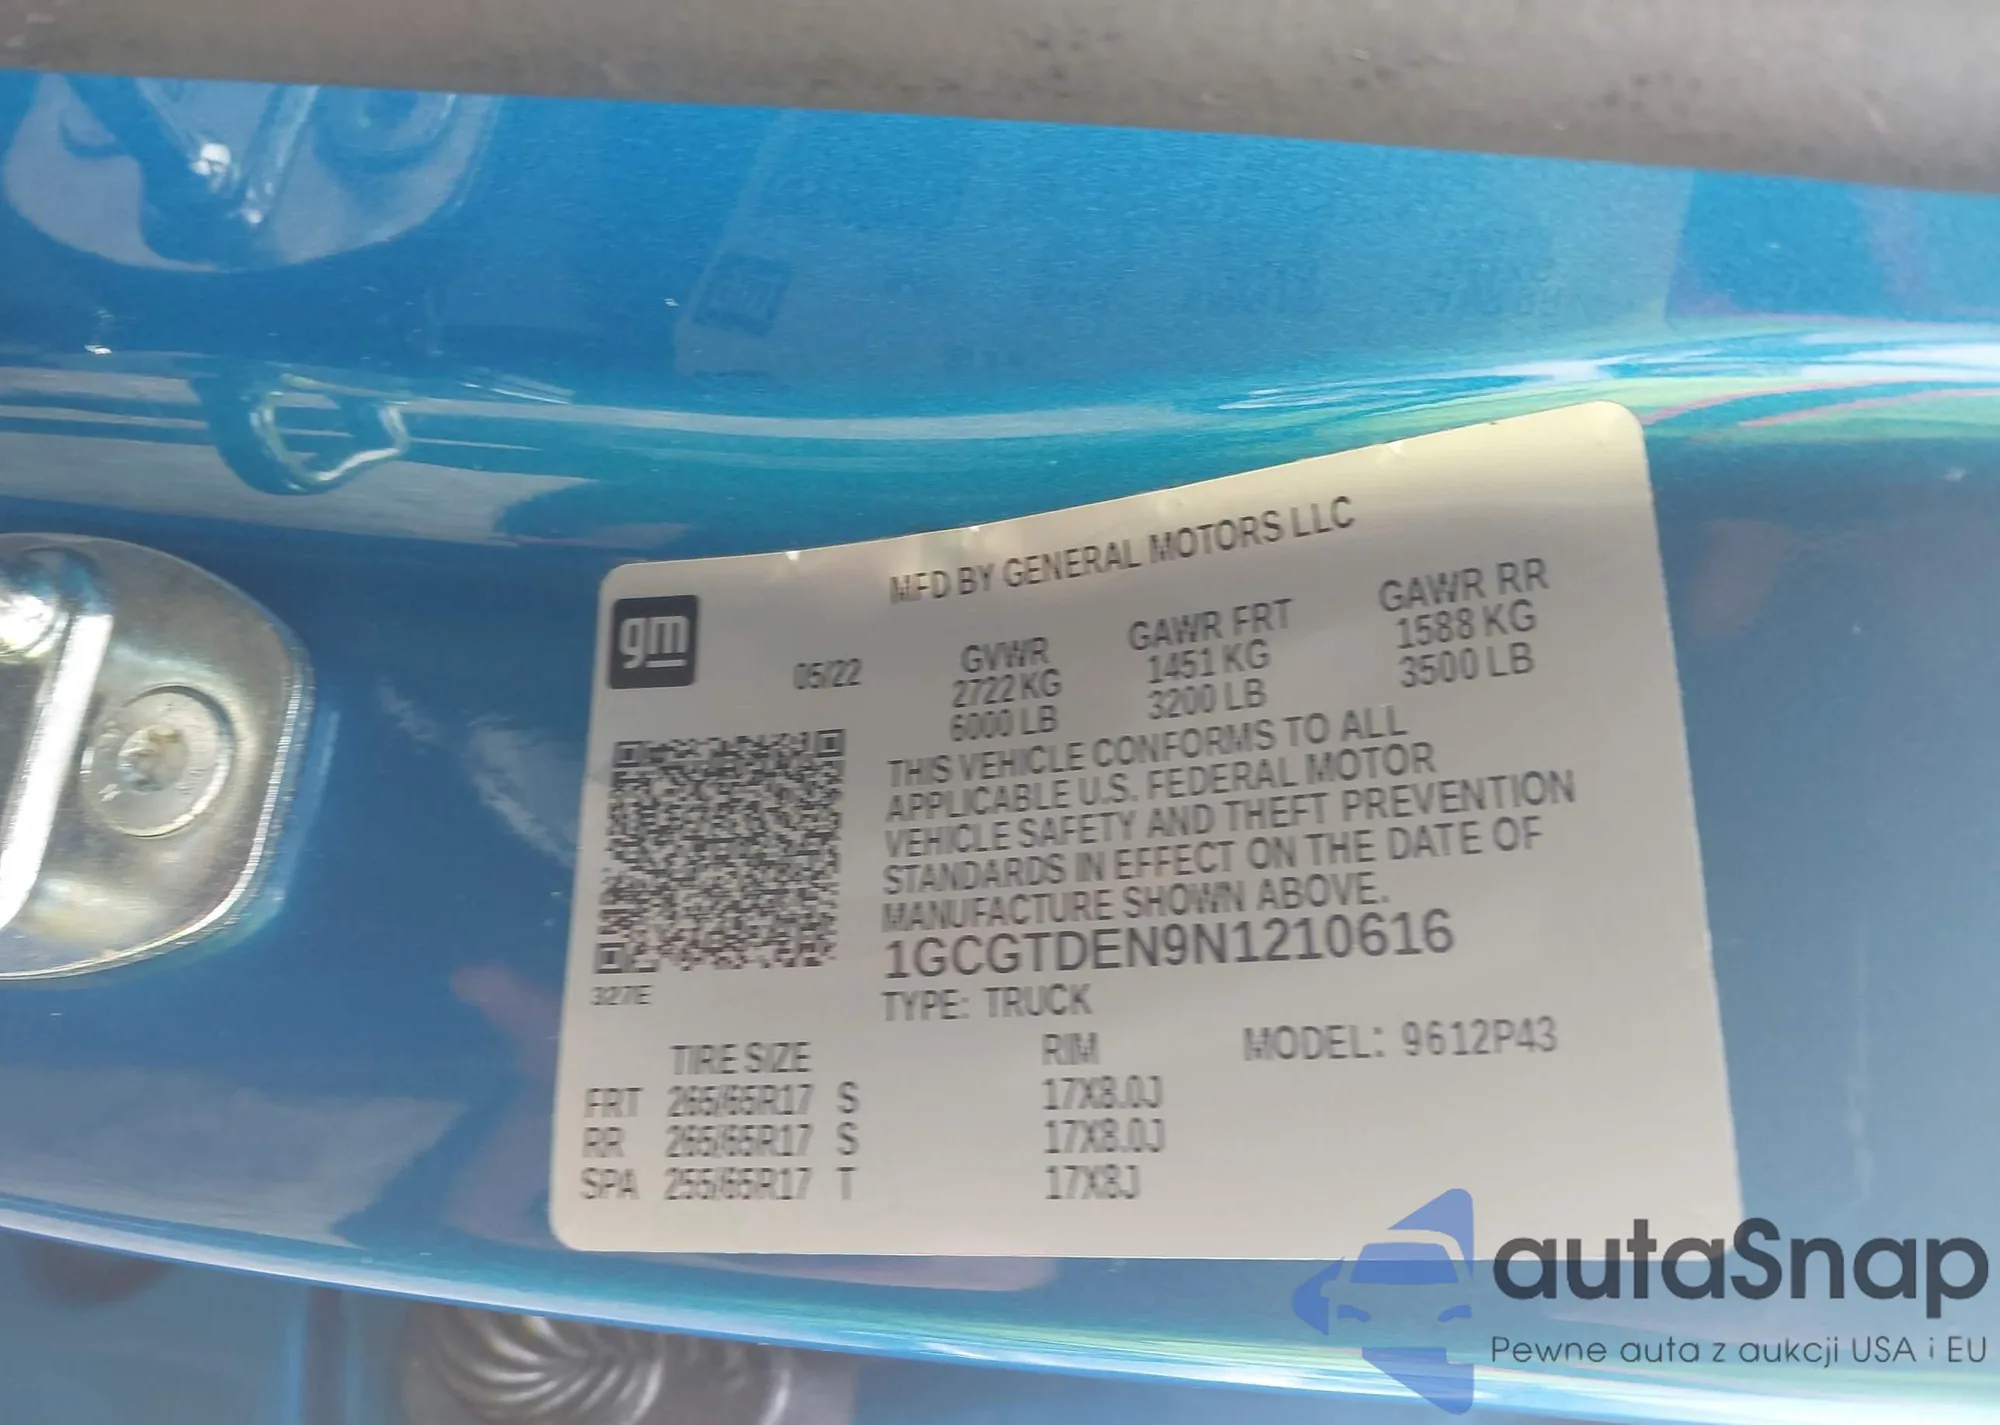 MFD BY GENERAL MOTORS LLC
gm
05/22
GVWR
2722 KG
6000 LB
GAWR FRT
1451 KG
3200 LB
GAWR RR
1588 KG
3500 LB
THIS VEHICLE CONFORMS TO ALL
APPLICABLE U.S. FEDERAL MOTOR
VEHICLE SAFETY AND THEFT PREVENTION
STANDARDS IN EFFECT ON THE DATE OF
MANUFACTURE SHOWN ABOVE.
1GCGTDEN9N1210616
327E
TYPE: TRUCK
MODEL: 9612P43
TIRE SIZE RIM
FRT 265/65R17 S 17X8.0J
RR 265/65R17 S 17X8.0J
SPA 255/65R17 T 17X8J
autaSnap
Pewne auta z aukcji USA i EU